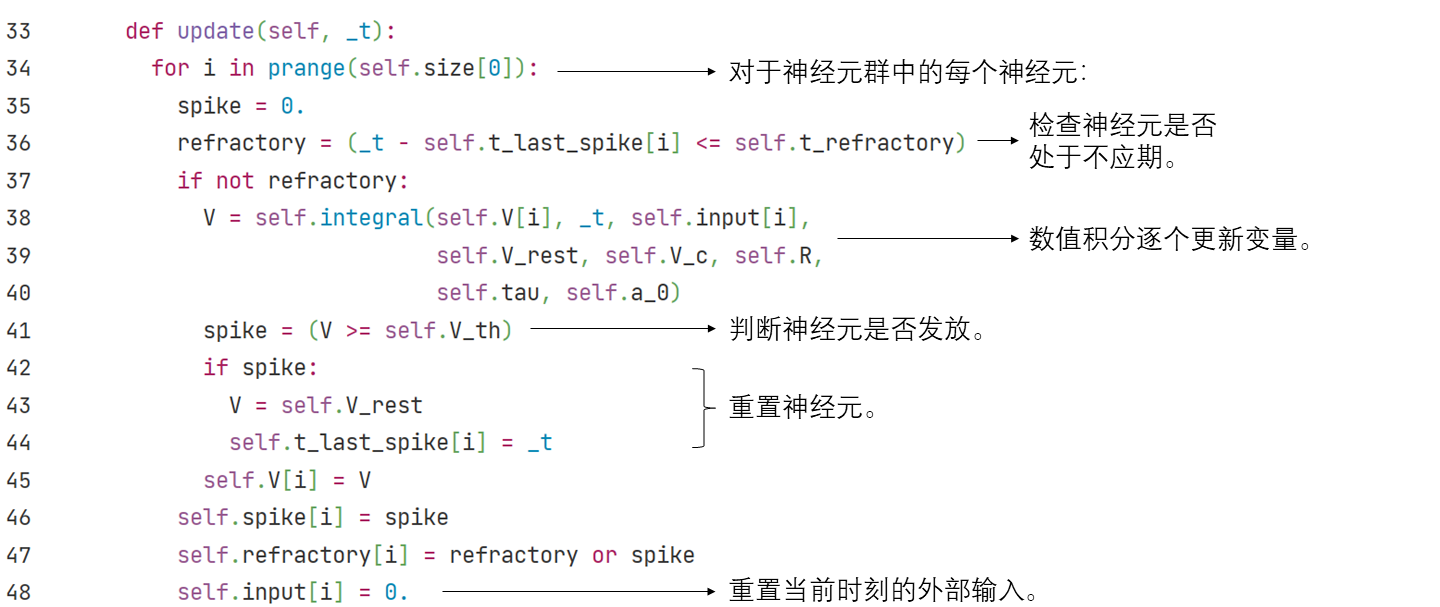 33 def update(self, _t):
34 for i in prange(self.size[0]): 对于神经元群中的每个神经元：
35 spike = 0.
36 refractory = (_t - self.t_last_spike[i] <= self.t_refractory) 检查神经元是否
处于不应期。
37 if not refractory:
38 V = self.integral(self.V[i], _t, self.input[i],
39 self.V_rest, self.V_c, self.R, 数值积分逐个更新变量。
40 self.tau, self.a_0)
41 spike = (V >= self.V_th) 判断神经元是否发放。
42 if spike:
43 V = self.V_rest 重置神经元。
44 self.t_last_spike[i] = _t
45 self.V[i] = V
46 self.spike[i] = spike
47 self.refractory[i] = refractory or spike
48 self.input[i] = 0. 重置当前时刻的外部输入。